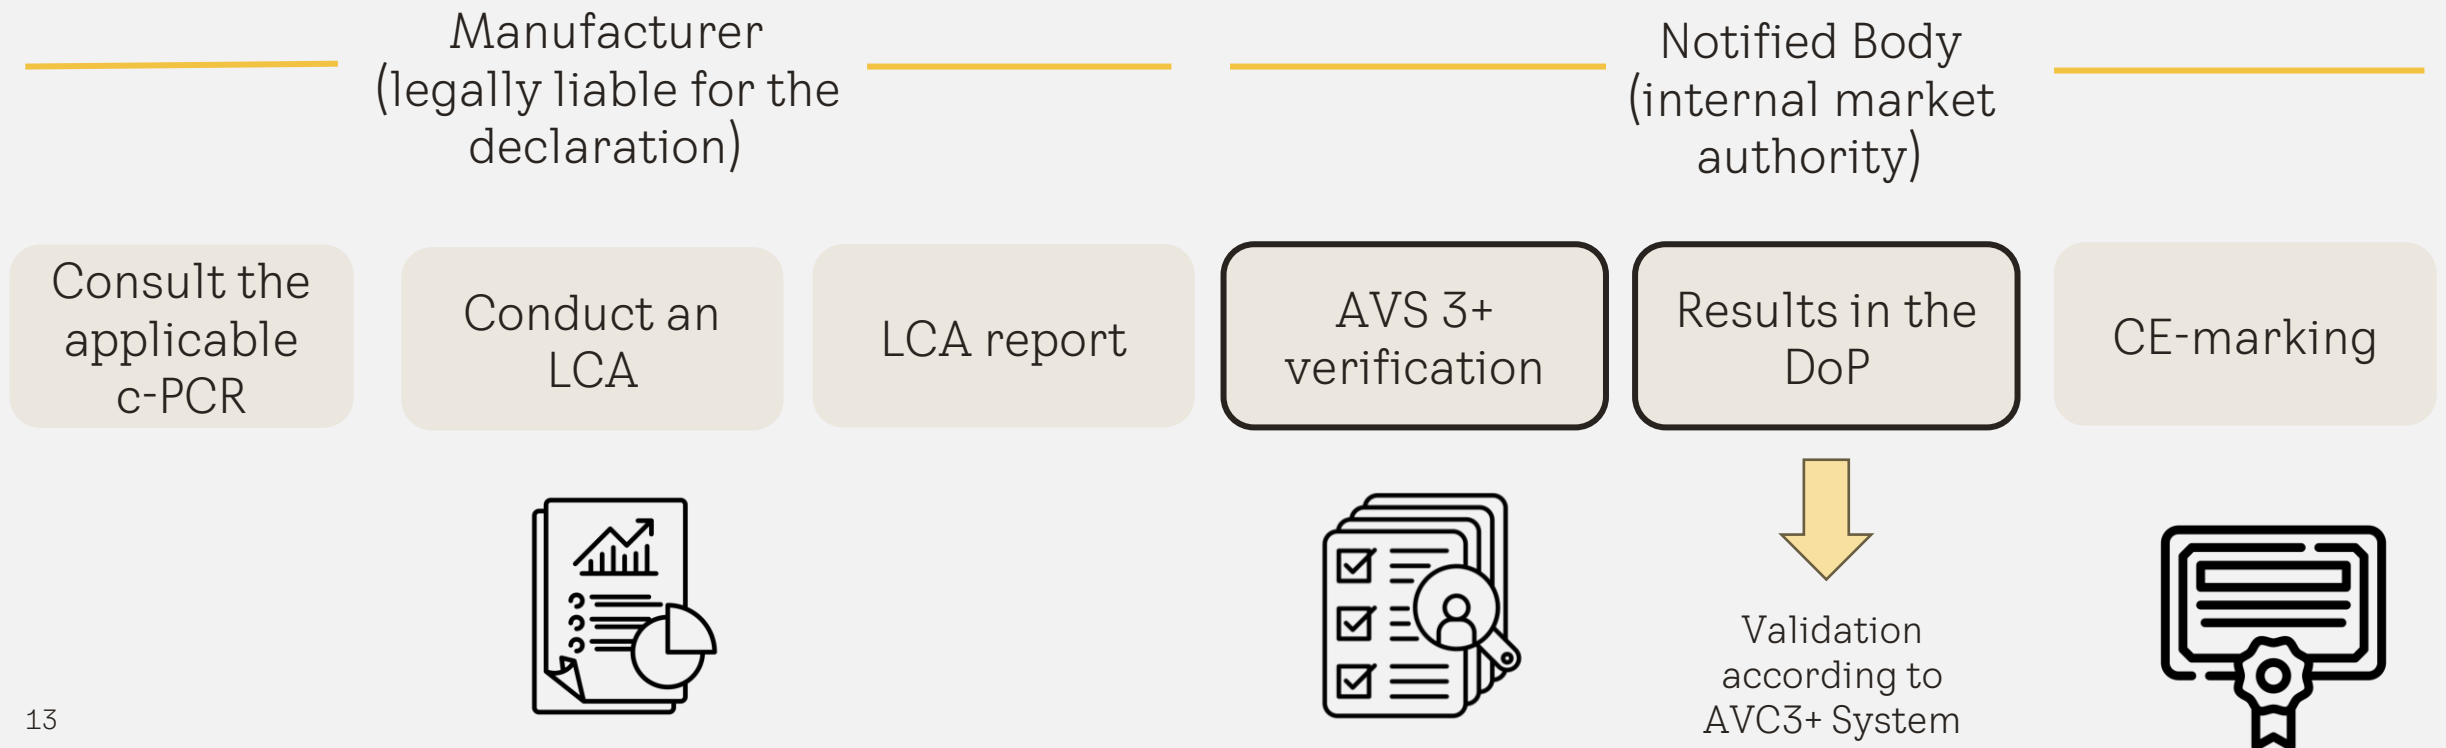 Manufacturer
(legally liable for the
declaration)
Notified Body
(internal market
authority)
Consult the
applicable
c-PCR
Conduct an
LCA
LCA report
AVS 3+
verification
Results in the
DoP
CE-marking
Validation
according to
AVC3+ System
13